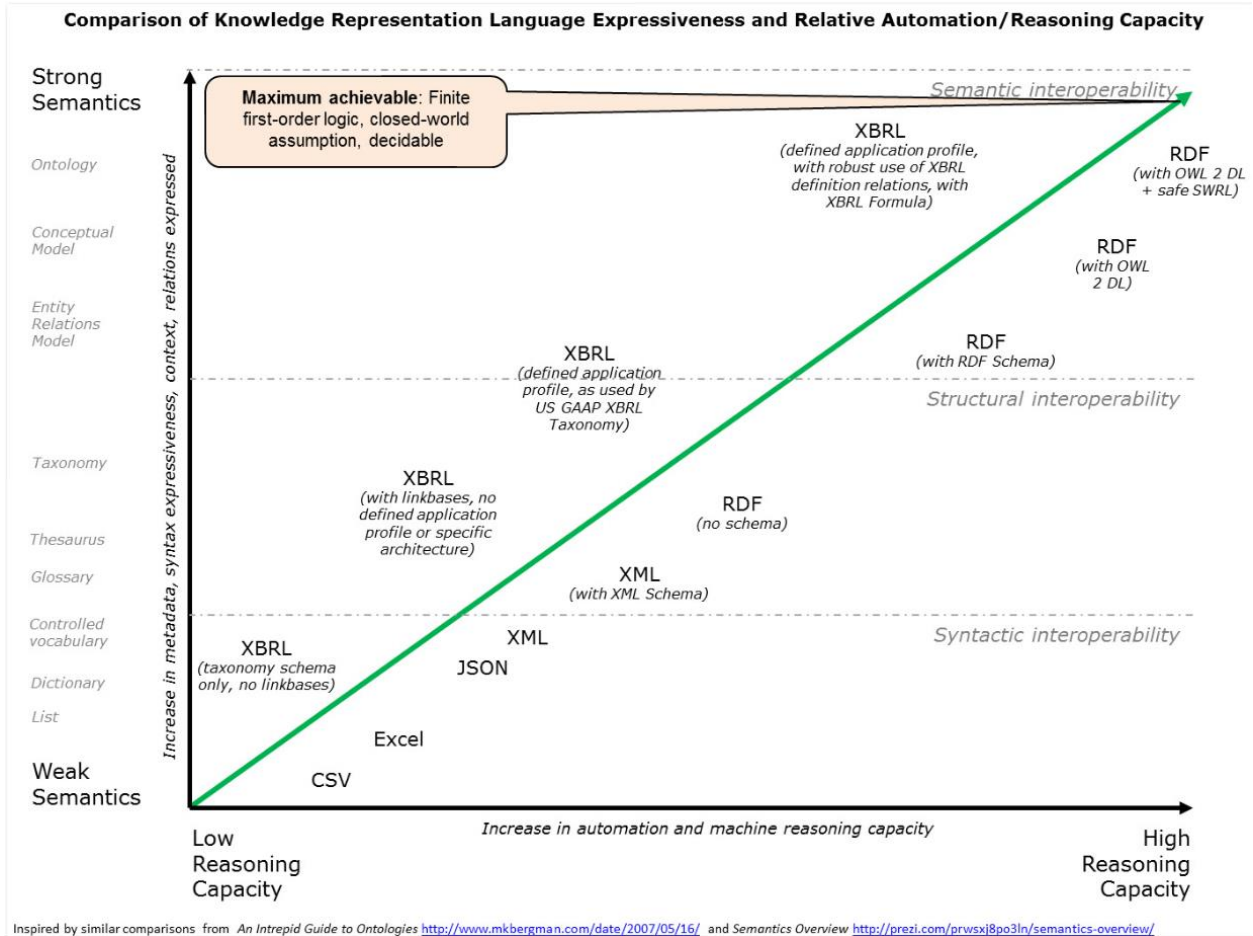 Comparison of Knowledge Representation Language Expressiveness and Relative Automation/Reasoning Capacity
Strong
Semantics
Ontology
Conceptual
Model
Entity
Relations
Model
Taxonomy
Thesaurus
Glossary
Controlled
vocabulary
Dictionary
List
Weak
Semantics
Increase in metadata, syntax expressiveness, context, relations expressed
Maximum achievable: Finite
first-order logic, closed-world
assumption, decidable
Semantic interoperability
XBRL
(defined application profile,
with robust use of XBRL
definition relations, with
XBRL Formula)
RDF
(with OWL 2 DL
+ safe SWRL)
RDF
(with OWL
2 DL)
RDF
(with RDF Schema)
XBRL
(defined application
profile, as used by
US GAAP XBRL
Taxonomy)
Structural interoperability
XBRL
(with linkbases, no
defined application
profile or specific
architecture)
RDF
(no schema)
XML
(with XML Schema)
Syntactic interoperability
XML
XBRL
(taxonomy schema
only, no linkbases)
JSON
Excel
CSV
Low
Reasoning
Capacity
Increase in automation and machine reasoning capacity
High
Reasoning
Capacity
Inspired by similar comparisons from An Intrepid Guide to Ontologies http://www.mkbergman.com/date/2007/05/16/ and Semantics Overview http://prezi.com/prwsxj8po3ln/semantics-overview/